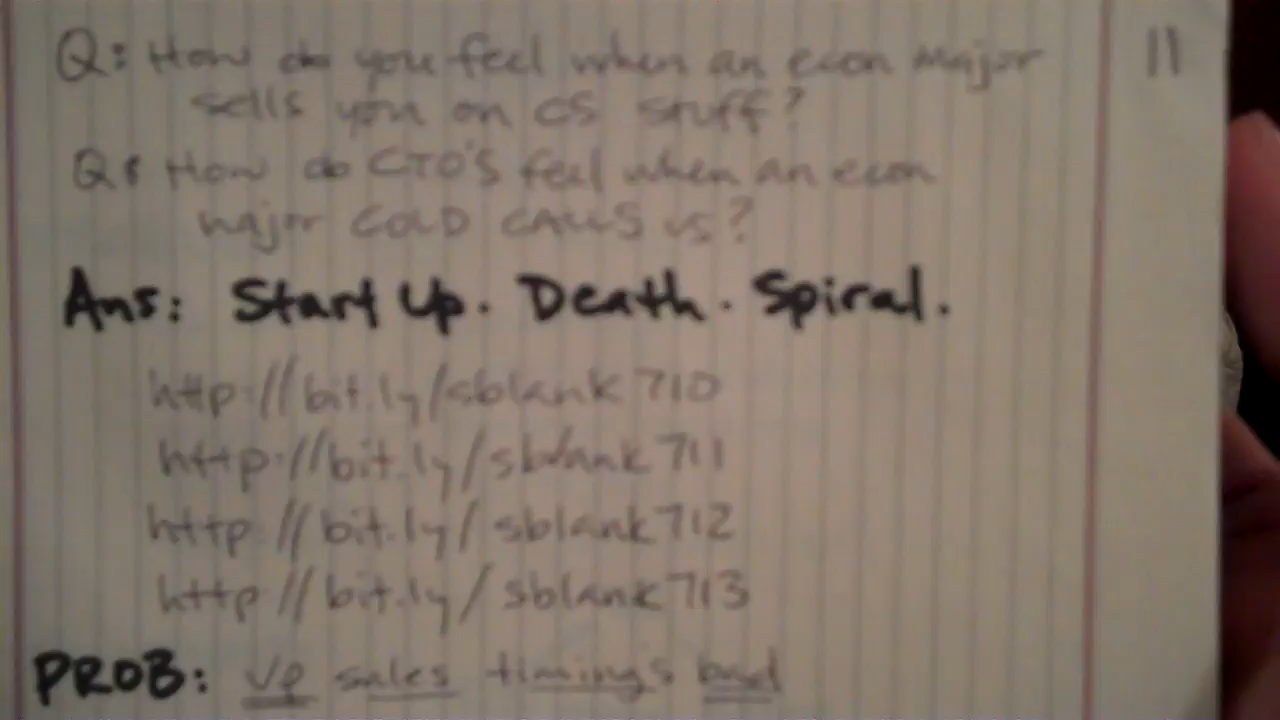 Q: How do you feel when an econ major 11
sells you on CS stuff?
Q: How do CTO'S feel when an econ
major COLD CALLS us?
Ans: Start Up. Death. Spiral.
http://bit.ly/sblank710
http://bit.ly/sblank711
http://bit.ly/sblank712
http://bit.ly/sblank713
PROB: VP sales timing's bad